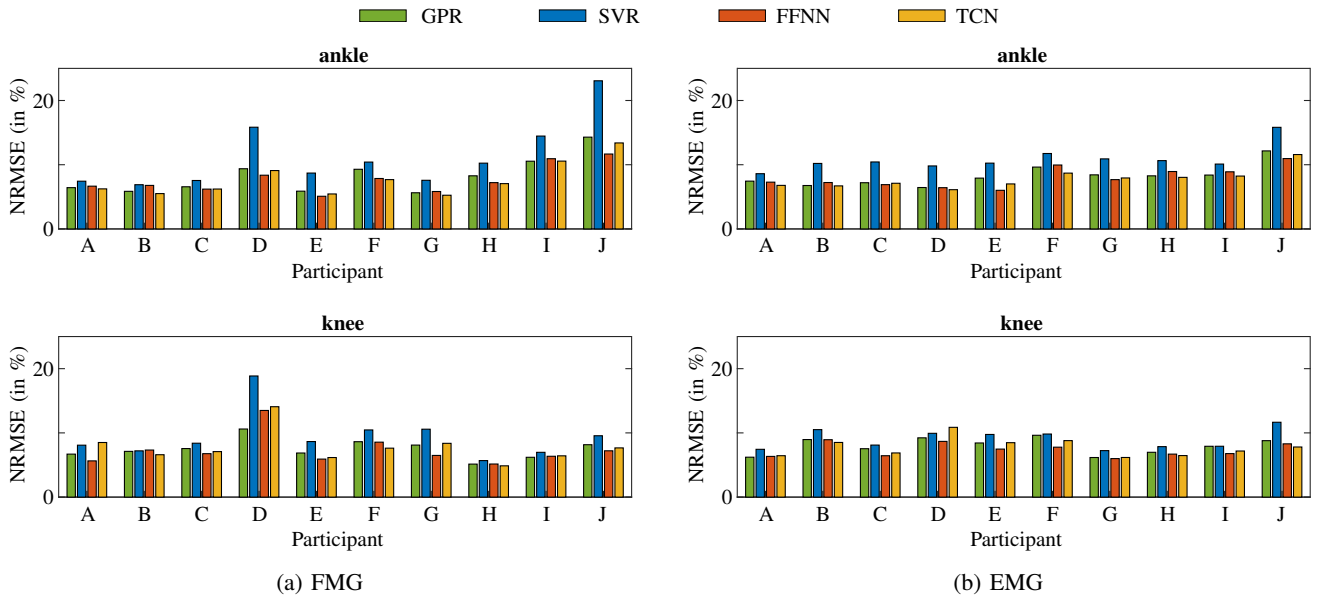 GPR SVR FFNN TCN
ankle
NRMSE (in %)
20
0
A B C D E F G H I J
Participant
knee
NRMSE (in %)
20
0
A B C D E F G H I J
Participant
(a) FMG
ankle
NRMSE (in %)
20
0
A B C D E F G H I J
Participant
knee
NRMSE (in %)
20
0
A B C D E F G H I J
Participant
(b) EMG